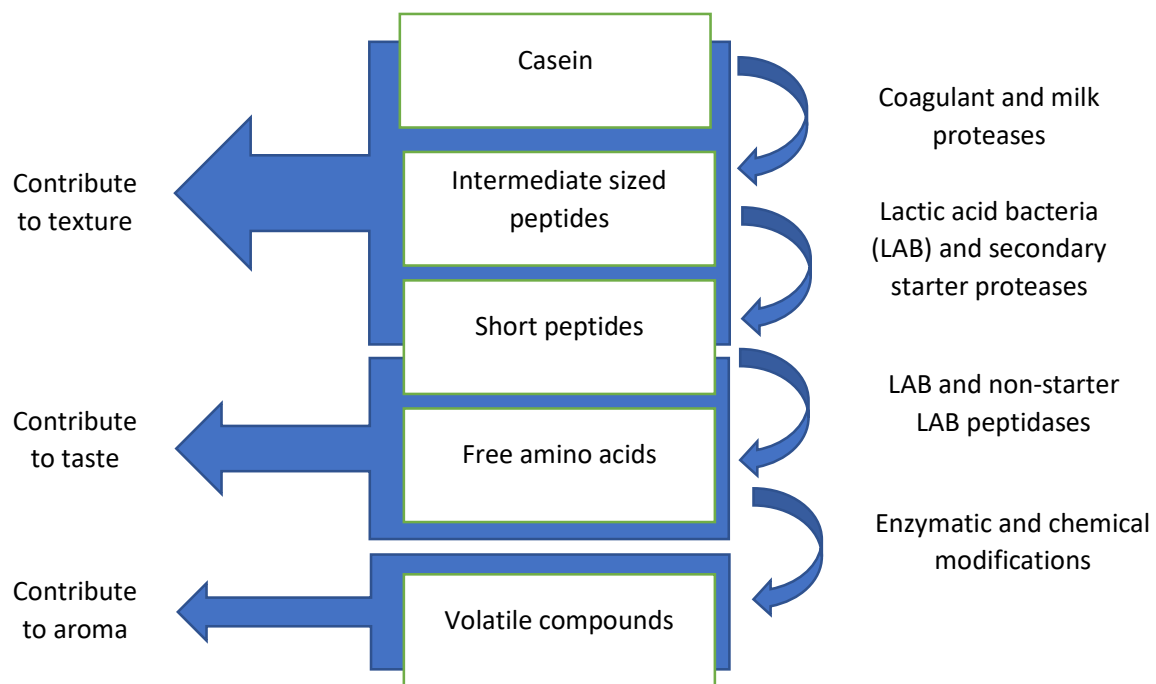 Casein
Coagulant and milk
proteases
Contribute
to texture
Intermediate sized
peptides
Lactic acid bacteria
(LAB) and secondary
starter proteases
Short peptides
LAB and non-starter
LAB peptidases
Contribute
to taste
Free amino acids
Enzymatic and chemical
modifications
Contribute
to aroma
Volatile compounds